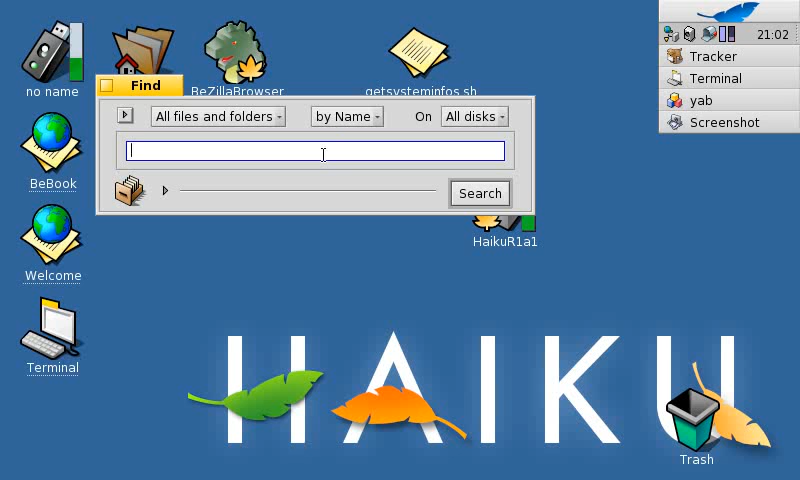 no name
BeZillaBrowser
getsysteminfos.sh
21:02
Tracker
Terminal
yab
Screenshot
Find
All files and folders
by Name
On
All disks
Search
BeBook
Welcome
Terminal
HaikuR1a1
HAIKU
Trash